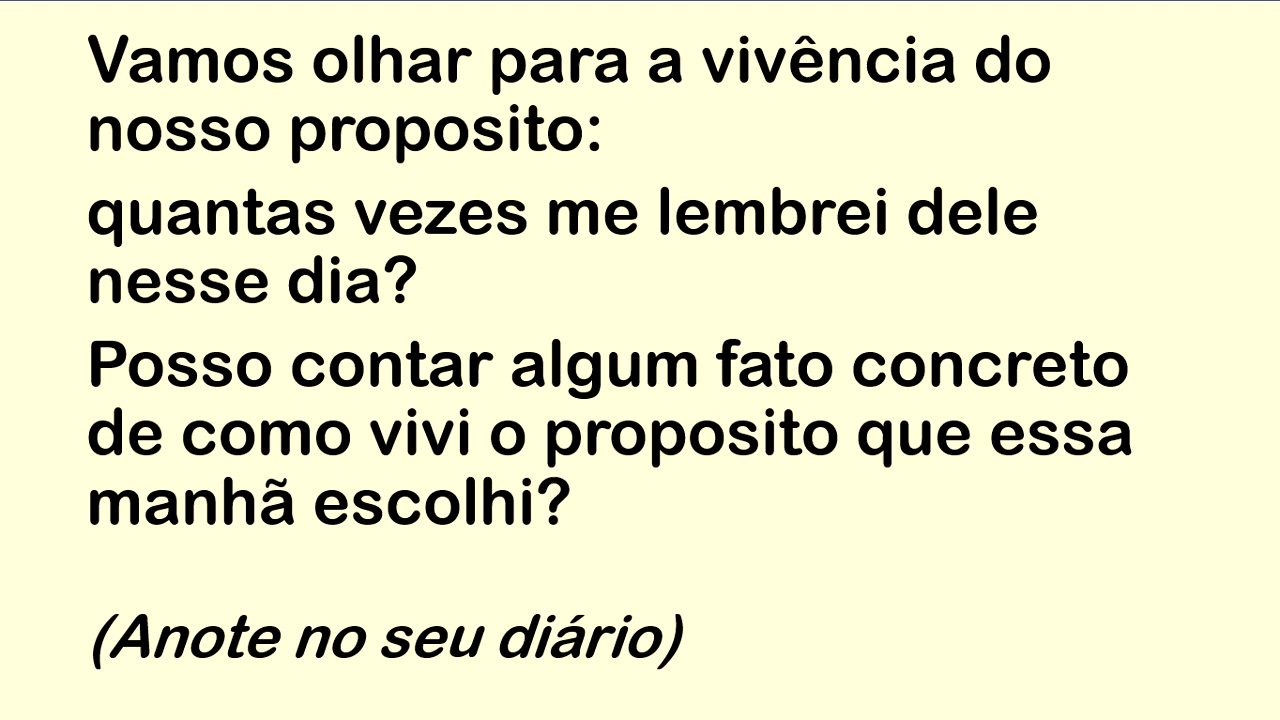 Vamos olhar para a vivência do
nosso proposito:
quantas vezes me lembrei dele
nesse dia?
Posso contar algum fato concreto
de como vivi o proposito que essa
manhã escolhi?
(Anote no seu diário)